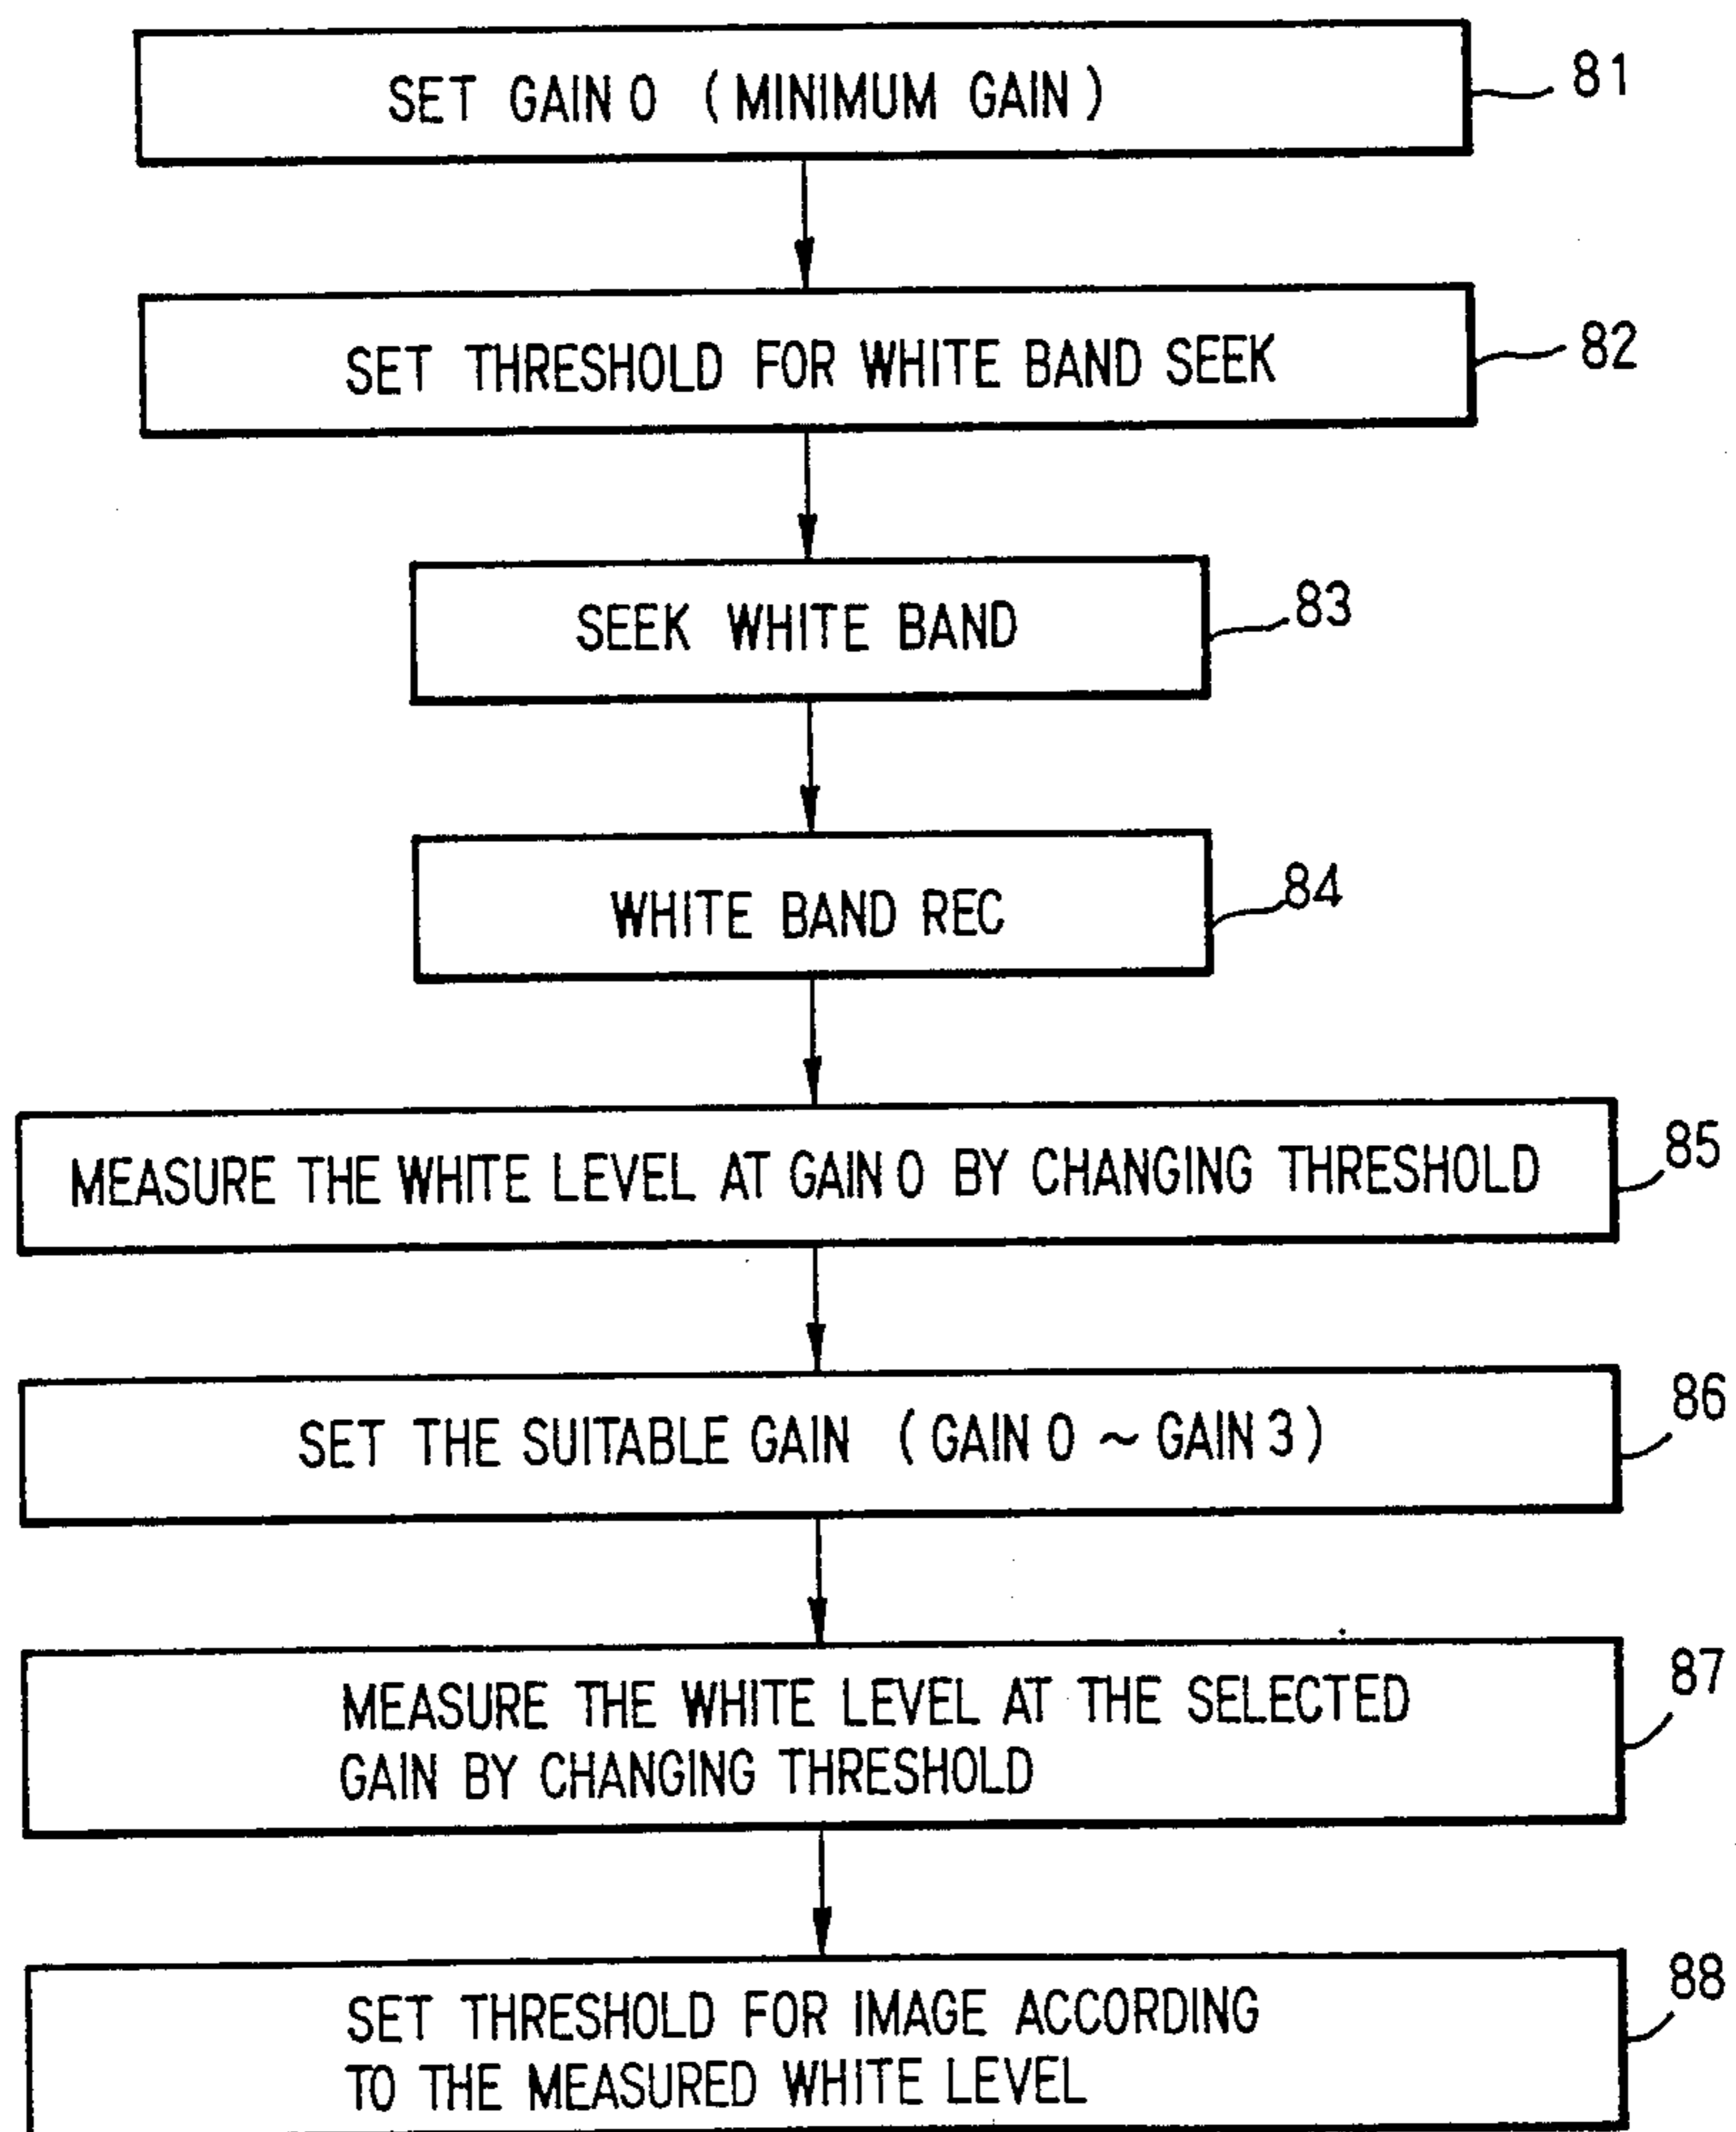 SET GAIN 0 (MINIMUM GAIN)
81
SET THRESHOLD FOR WHITE BAND SEEK
82
SEEK WHITE BAND
83
WHITE BAND REC
84
MEASURE THE WHITE LEVEL AT GAIN 0 BY CHANGING THRESHOLD
85
SET THE SUITABLE GAIN (GAIN 0 ~ GAIN 3)
86
MEASURE THE WHITE LEVEL AT THE SELECTED
GAIN BY CHANGING THRESHOLD
87
SET THRESHOLD FOR IMAGE ACCORDING
TO THE MEASURED WHITE LEVEL
88